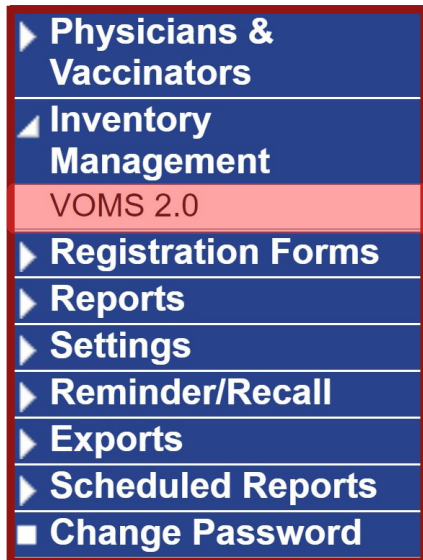 Physicians &
Vaccinators
Inventory
Management
VOMS 2.0
Registration Forms
Reports
Settings
Reminder/Recall
Exports
Scheduled Reports
Change Password